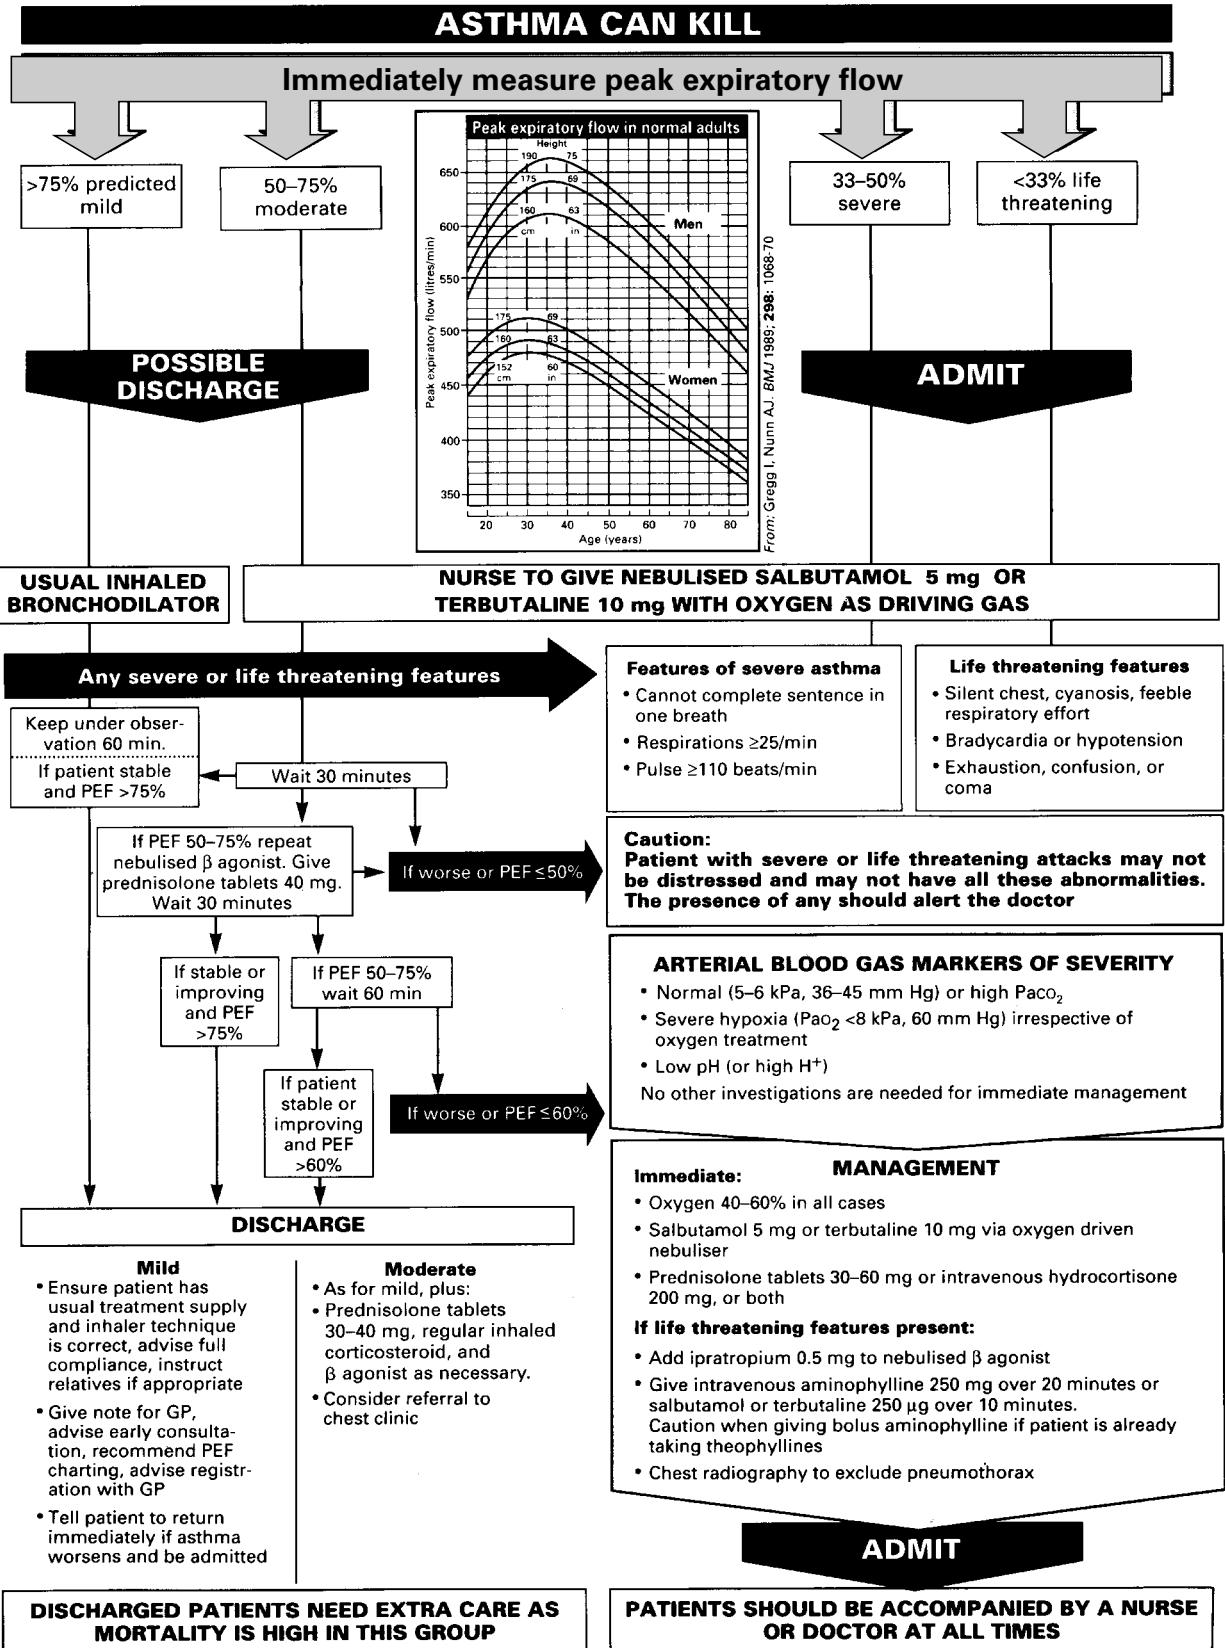 ASTHMA CAN KILL
Immediately measure peak expiratory flow
>75% predicted
mild
50–75%
moderate
Peak expiratory flow in normal adults
Height
190 75
175 69
160 63
cm in
Men
175 69
160 63
152 60
cm in
Women
650
600
550
500
450
400
350
Peak expiratory flow (litres/min)
20 30 40 50 60 70 80
Age (years)
From; Gregg I, Nunn AJ. BMJ 1989; 298: 1068-70
33–50%
severe
<33% life
threatening
POSSIBLE
DISCHARGE
ADMIT
USUAL INHALED
BRONCHODILATOR
NURSE TO GIVE NEBULISED SALBUTAMOL 5 mg OR
TERBUTALINE 10 mg WITH OXYGEN AS DRIVING GAS
Any severe or life threatening features
Features of severe asthma
• Cannot complete sentence in
one breath
• Respirations ≥25/min
• Pulse ≥110 beats/min
Life threatening features
• Silent chest, cyanosis, feeble
respiratory effort
• Bradycardia or hypotension
• Exhaustion, confusion, or
coma
Keep under obser-
vation 60 min.
If patient stable
and PEF >75%
Wait 30 minutes
If PEF 50–75% repeat
nebulised β agonist. Give
prednisolone tablets 40 mg.
Wait 30 minutes
If worse or PEF ≤50%
Caution:
Patient with severe or life threatening attacks may not
be distressed and may not have all these abnormalities.
The presence of any should alert the doctor
If stable or
improving
and PEF
>75%
If PEF 50–75%
wait 60 min
If patient
stable or
improving
and PEF
>60%
If worse or PEF ≤60%
ARTERIAL BLOOD GAS MARKERS OF SEVERITY
• Normal (5–6 kPa, 36–45 mm Hg) or high PaCO₂
• Severe hypoxia (PaO₂ <8 kPa, 60 mm Hg) irrespective of
oxygen treatment
• Low pH (or high H⁺)
No other investigations are needed for immediate management
MANAGEMENT
Immediate:
• Oxygen 40–60% in all cases
• Salbutamol 5 mg or terbutaline 10 mg via oxygen driven
nebuliser
• Prednisolone tablets 30–60 mg or intravenous hydrocortisone
200 mg, or both
If life threatening features present:
• Add ipratropium 0.5 mg to nebulised β agonist
• Give intravenous aminophylline 250 mg over 20 minutes or
salbutamol or terbutaline 250 µg over 10 minutes.
Caution when giving bolus aminophylline if patient is already
taking theophyllines
• Chest radiography to exclude pneumothorax
DISCHARGE
Mild
• Ensure patient has
usual treatment supply
and inhaler technique
is correct, advise full
compliance, instruct
relatives if appropriate
• Give note for GP,
advise early consulta-
tion, recommend PEF
charting, advise registr-
ation with GP
• Tell patient to return
immediately if asthma
worsens and be admitted
Moderate
• As for mild, plus:
• Prednisolone tablets
30–40 mg, regular inhaled
corticosteroid, and
β agonist as necessary.
• Consider referral to
chest clinic
ADMIT
DISCHARGED PATIENTS NEED EXTRA CARE AS
MORTALITY IS HIGH IN THIS GROUP
PATIENTS SHOULD BE ACCOMPANIED BY A NURSE
OR DOCTOR AT ALL TIMES